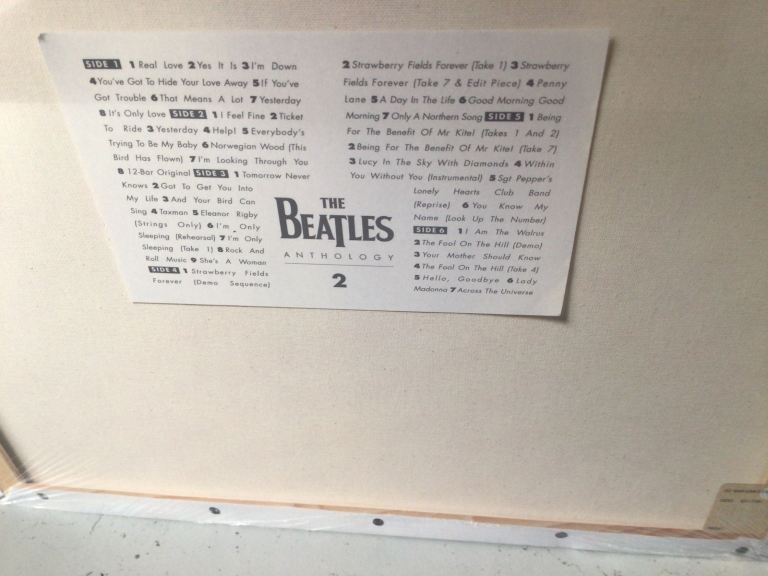 SIDE 1 1 Real Love 2 Yes It Is 3 I'm Down
4 You've Got To Hide Your Love Away 5 If You've
Got Trouble 6 That Means A Lot 7 Yesterday
8 It's Only Love SIDE 2 1 I Feel Fine 2 Ticket
To Ride 3 Yesterday 4 Help! 5 Everybody's
Trying To Be My Baby 6 Norwegian Wood (This
Bird Has Flown) 7 I'm Looking Through You
8 12-Bar Original SIDE 3 1 Tomorrow Never
Knows 2 Got To Get You Into
My Life 3 And Your Bird Can
Sing 4 Taxman 5 Eleanor Rigby
(Strings Only) 6 I'm Only
Sleeping (Rehearsal) 7 I'm Only
Sleeping (Take 1) 8 Rock And
Roll Music 9 She's A Woman
SIDE 4 1 Strawberry Fields
Forever (Demo Sequence)
THE
BEATLES
ANTHOLOGY
2
2 Strawberry Fields Forever (Take 1) 3 Strawberry
Fields Forever (Take 7 & Edit Piece) 4 Penny
Lane 5 A Day In The Life 6 Good Morning Good
Morning 7 Only A Northern Song SIDE 5 1 Being
For The Benefit Of Mr Kite! (Takes 1 And 2)
2 Being For The Benefit Of Mr Kite! (Take 7)
3 Lucy In The Sky With Diamonds 4 Within
You Without You (Instrumental) 5 Sgt Pepper's
Lonely Hearts Club Band
(Reprise) 6 You Know My
Name (Look Up The Number)
SIDE 6 1 I Am The Walrus
2 The Fool On The Hill (Demo)
3 Your Mother Should Know
4 The Fool On The Hill (Take 4)
5 Hello, Goodbye 6 Lady
Madonna 7 Across The Universe